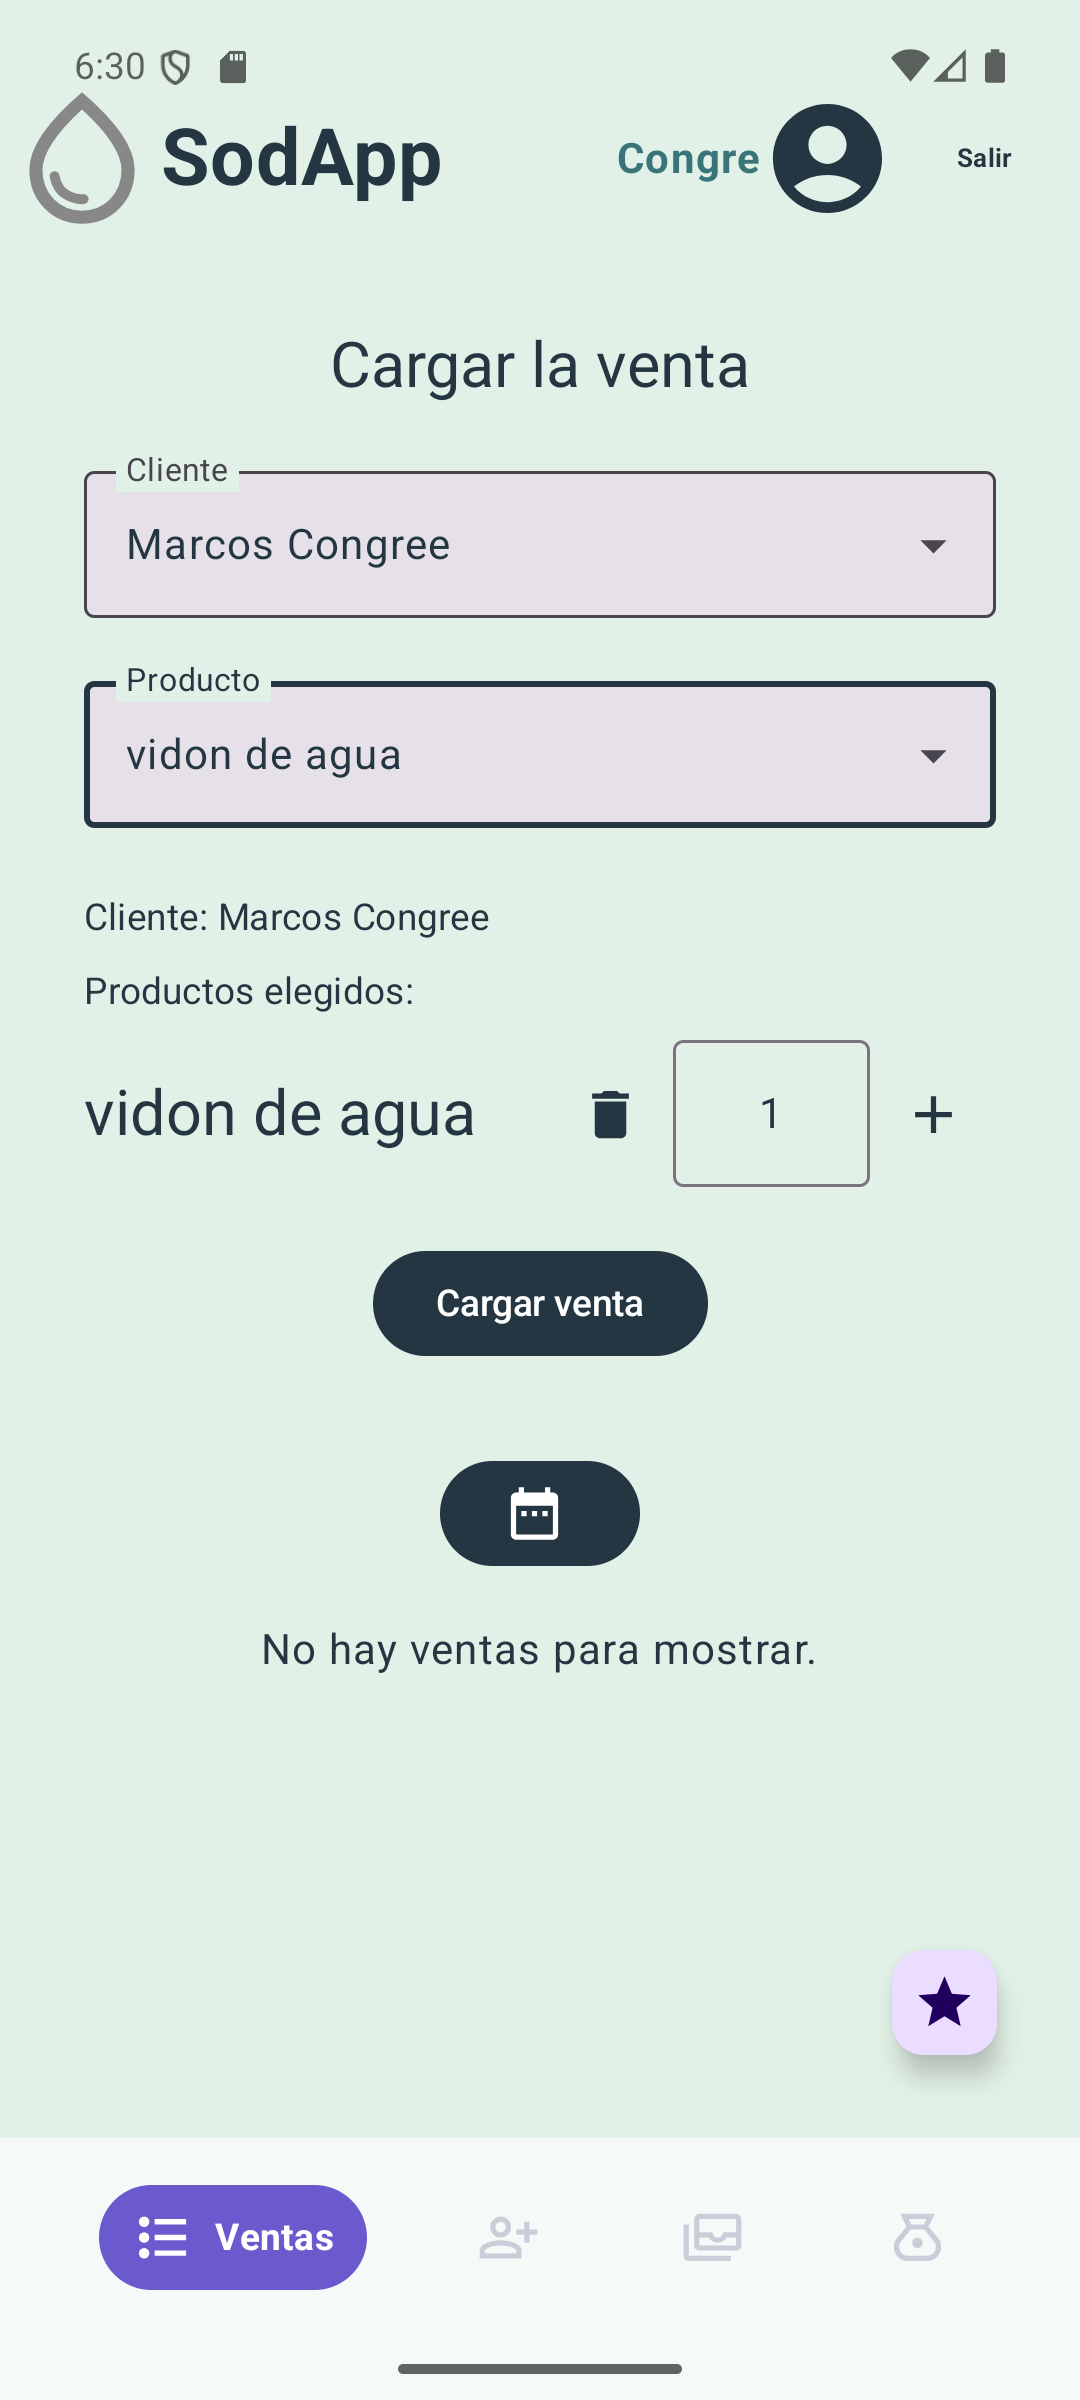 6:30
SodApp
Congre
Salir
Cargar la venta
Cliente
Marcos Congree
Producto
vidon de agua
Cliente: Marcos Congree
Productos elegidos:
vidon de agua
1
Cargar venta
No hay ventas para mostrar.
Ventas